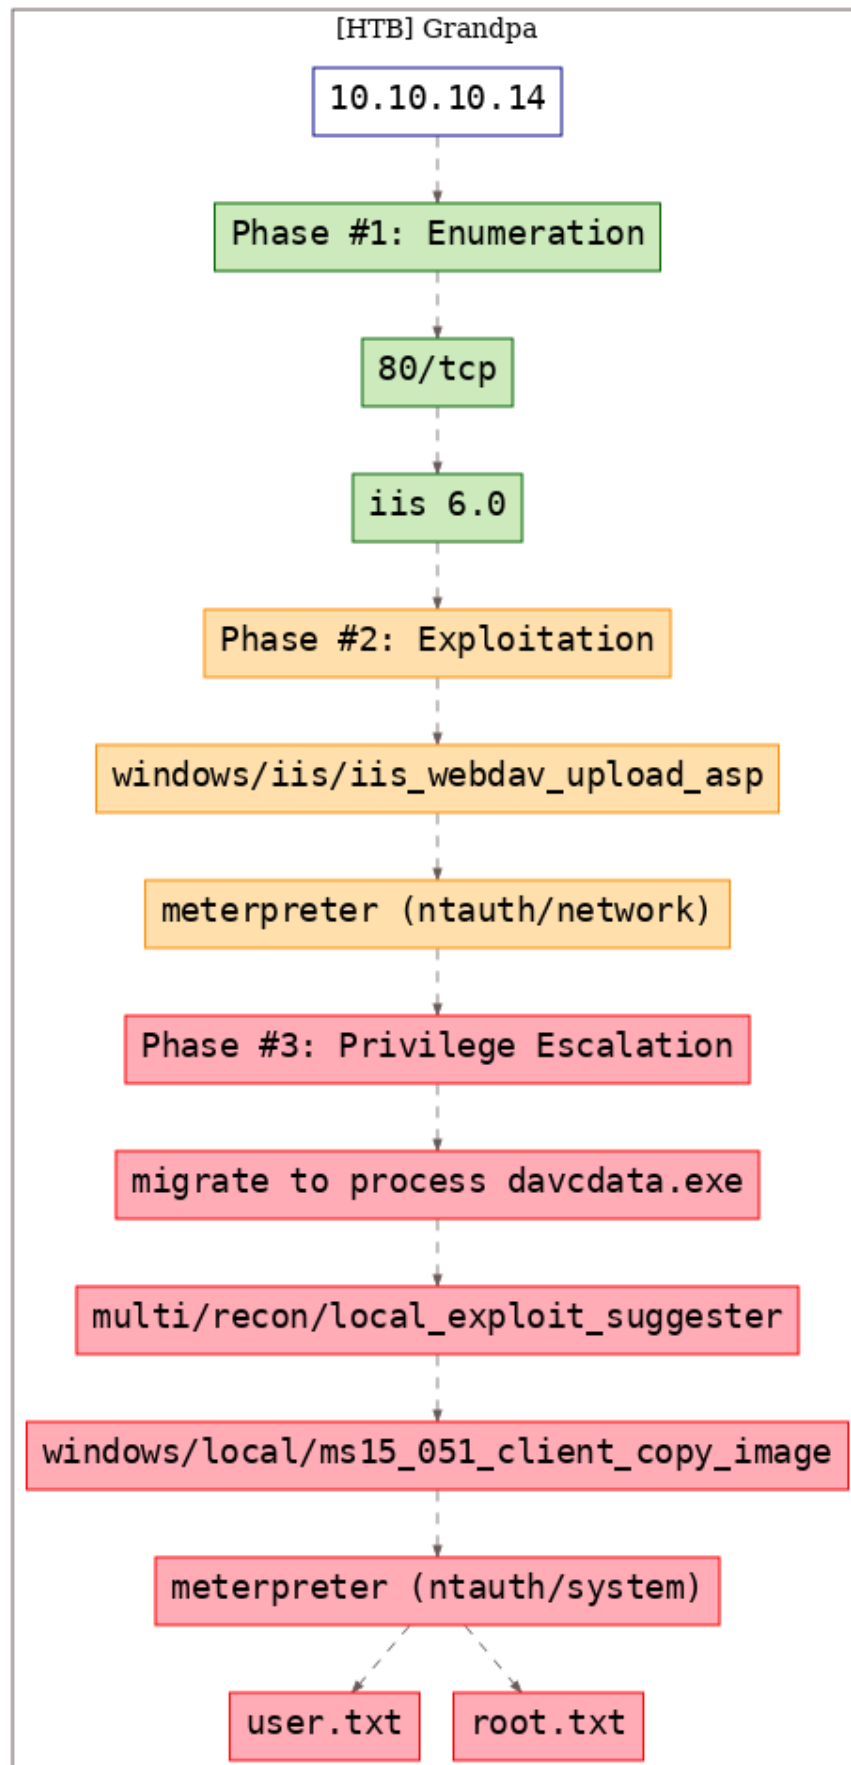 [HTB] Grandpa
10.10.10.14
Phase #1: Enumeration
80/tcp
iis 6.0
Phase #2: Exploitation
windows/iis/iis_webdav_upload_asp
meterpreter (ntauth/network)
Phase #3: Privilege Escalation
migrate to process davcdata.exe
multi/recon/local_exploit_suggester
windows/local/ms15_051_client_copy_image
meterpreter (ntauth/system)
user.txt
root.txt